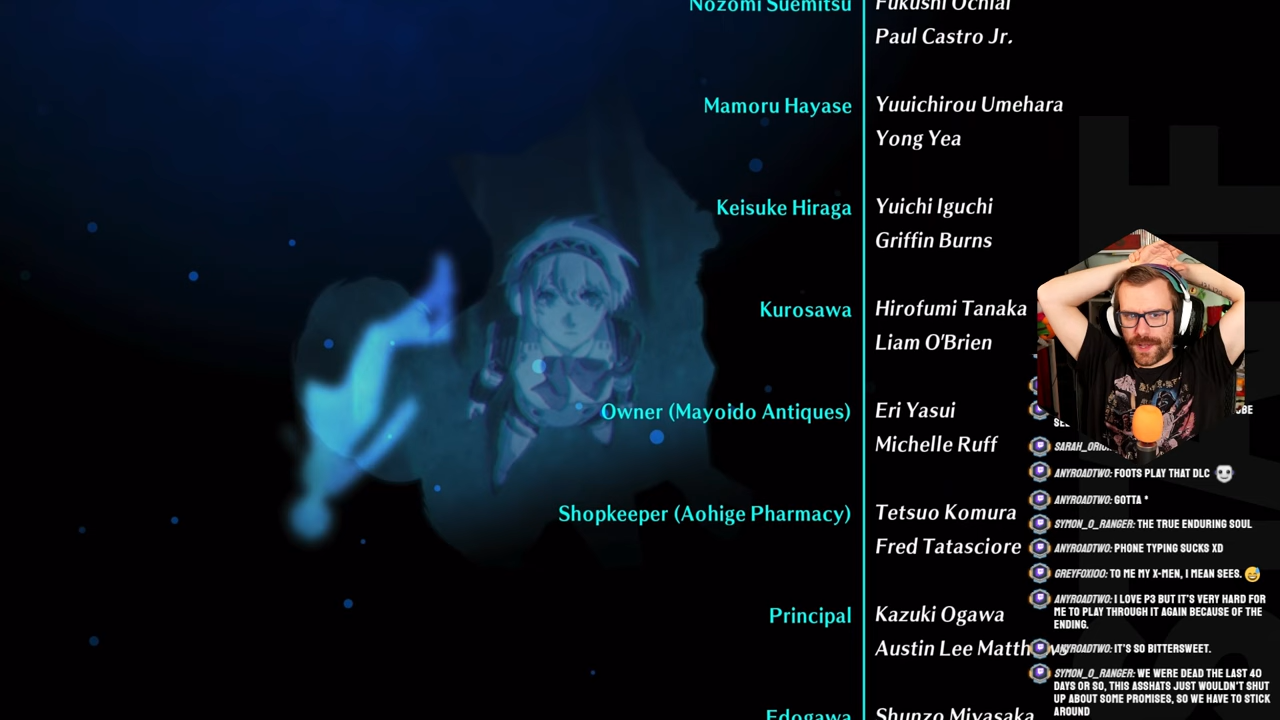 Nozomi Suemitsu
Fukushi Ochiai
Paul Castro Jr.
Mamoru Hayase
Yuuichirou Umehara
Yong Yea
Keisuke Hiraga
Yuichi Iguchi
Griffin Burns
Kurosawa
Hirofumi Tanaka
Liam O'Brien
Owner (Mayoido Antiques)
Eri Yasui
Michelle Ruff
Shopkeeper (Aohige Pharmacy)
Tetsuo Komura
Fred Tatasciore
Principal
Kazuki Ogawa
Austin Lee Matthews
Edogawa
Shunzo Miyasaka
ANYROADTWO: FOOTS PLAY THAT DLC
ANYROADTWO: GOTTA *
SYMON_O_RANGER: THE TRUE ENDURING SOUL
ANYROADTWO: PHONE TYPING SUCKS XD
GREYFOX100: TO ME MY X-MEN, I MEAN SEES. 😅
ANYROADTWO: I LOVE P3 BUT IT'S VERY HARD FOR
ME TO PLAY THROUGH IT AGAIN BECAUSE OF THE
ENDING.
ANYROADTWO: IT'S SO BITTERSWEET.
SYMON_O_RANGER: WE WERE DEAD THE LAST 40
DAYS OR SO, THIS ASSHATS JUST WOULDN'T SHUT
UP ABOUT SOME PROMISES, SO WE HAVE TO STICK
AROUND